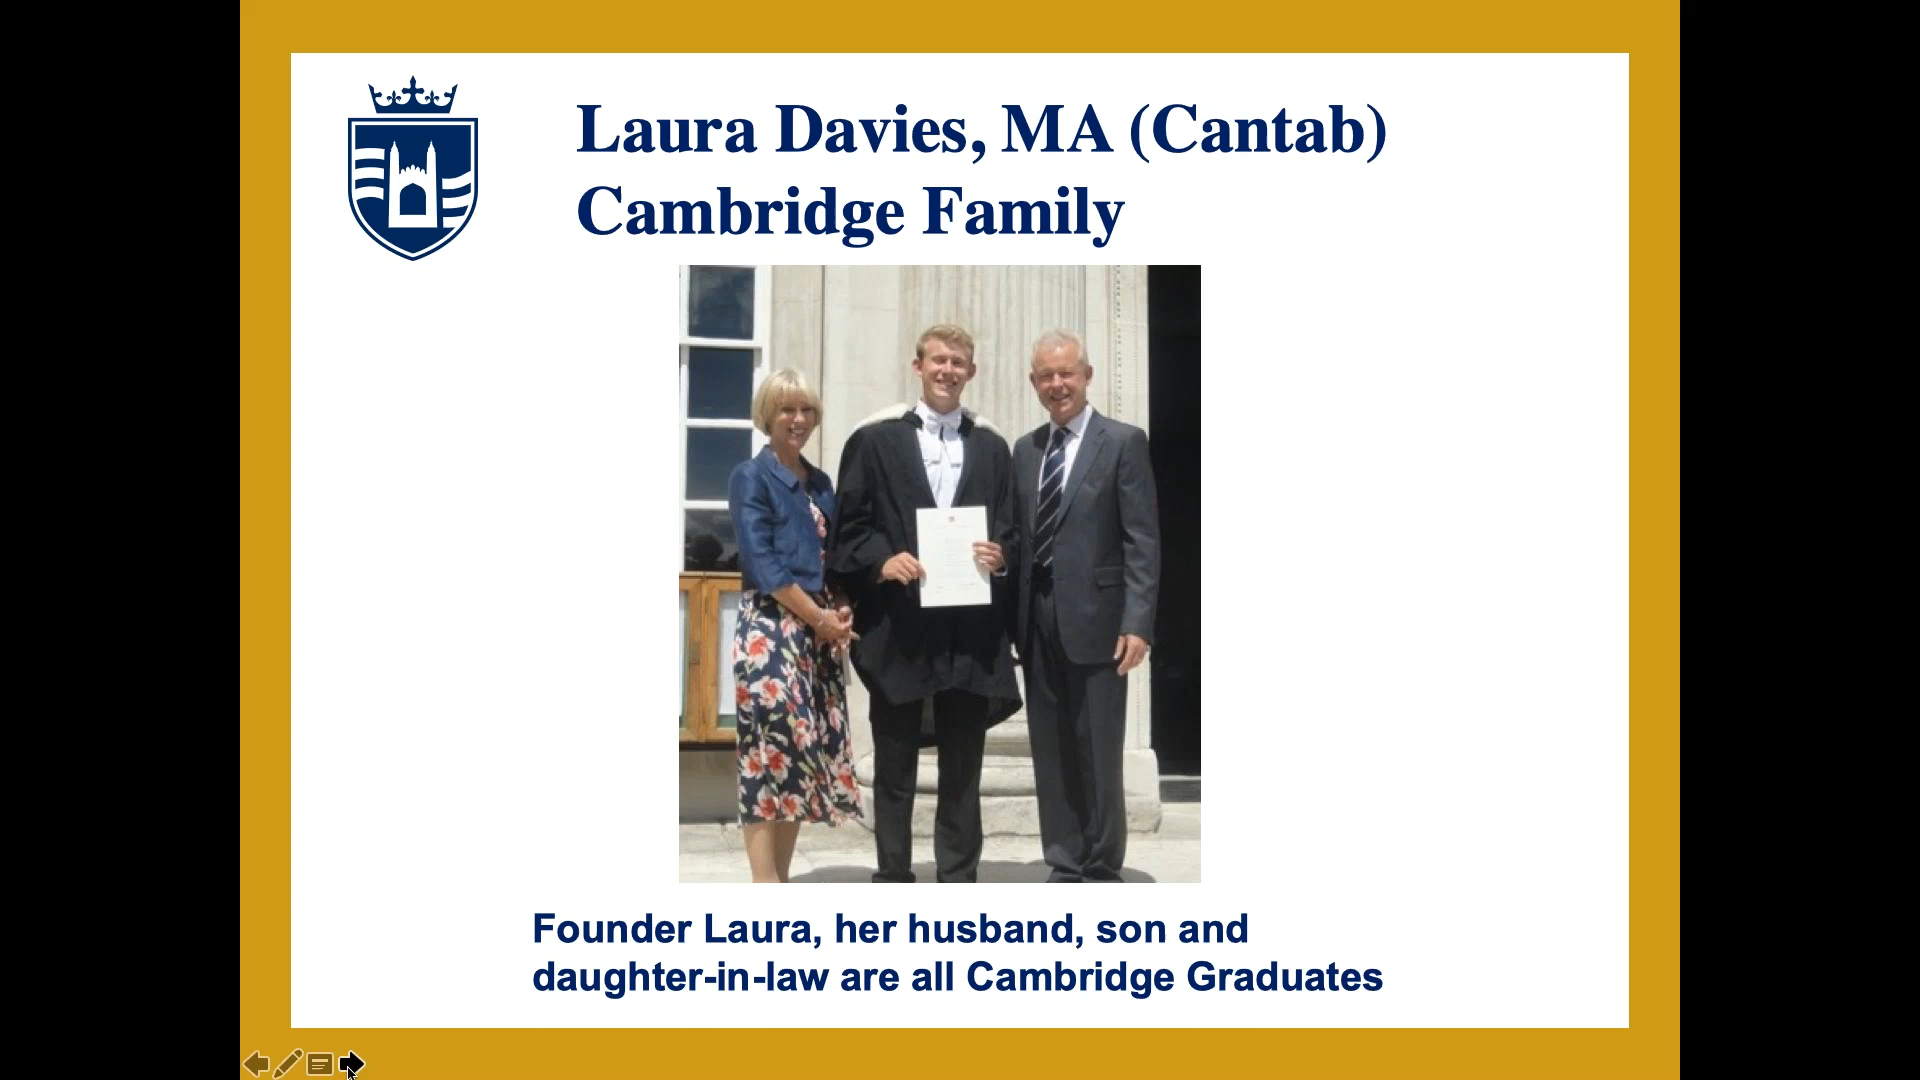 Laura Davies, MA (Cantab)
Cambridge Family
Founder Laura, her husband, son and
daughter-in-law are all Cambridge Graduates